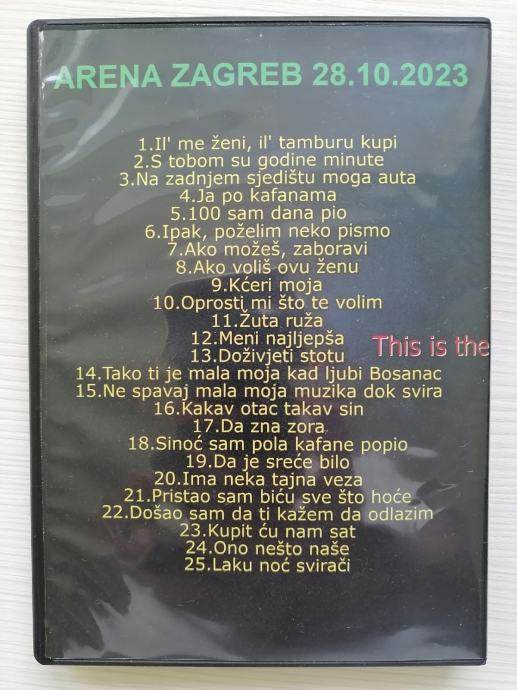 ARENA ZAGREB 28.10.2023
1.Il' me ženi, il' tamburu kupi
2.S tobom su godine minute
3.Na zadnjem sjedištu moga auta
4.Ja po kafanama
5.100 sam dana pio
6.Ipak, poželim neko pismo
7.Ako možeš, zaboravi
8.Ako voliš ovu ženu
9.Kćeri moja
10.Oprosti mi što te volim
11.Žuta ruža
12.Meni najljepša
This is the
13.Doživjeti stotu
14.Tako ti je mala moja kad ljubi Bosanac
15.Ne spavaj mala moja muzika dok svira
16.Kakav otac takav sin
17.Da zna zora
18.Sinoć sam pola kafane popio
19.Da je sreće bilo
20.Ima neka tajna veza
21.Pristao sam biću sve što hoće
22.Došao sam da ti kažem da odlazim
23.Kupit ću nam sat
24.Ono nešto naše
25.Laku noć svirači